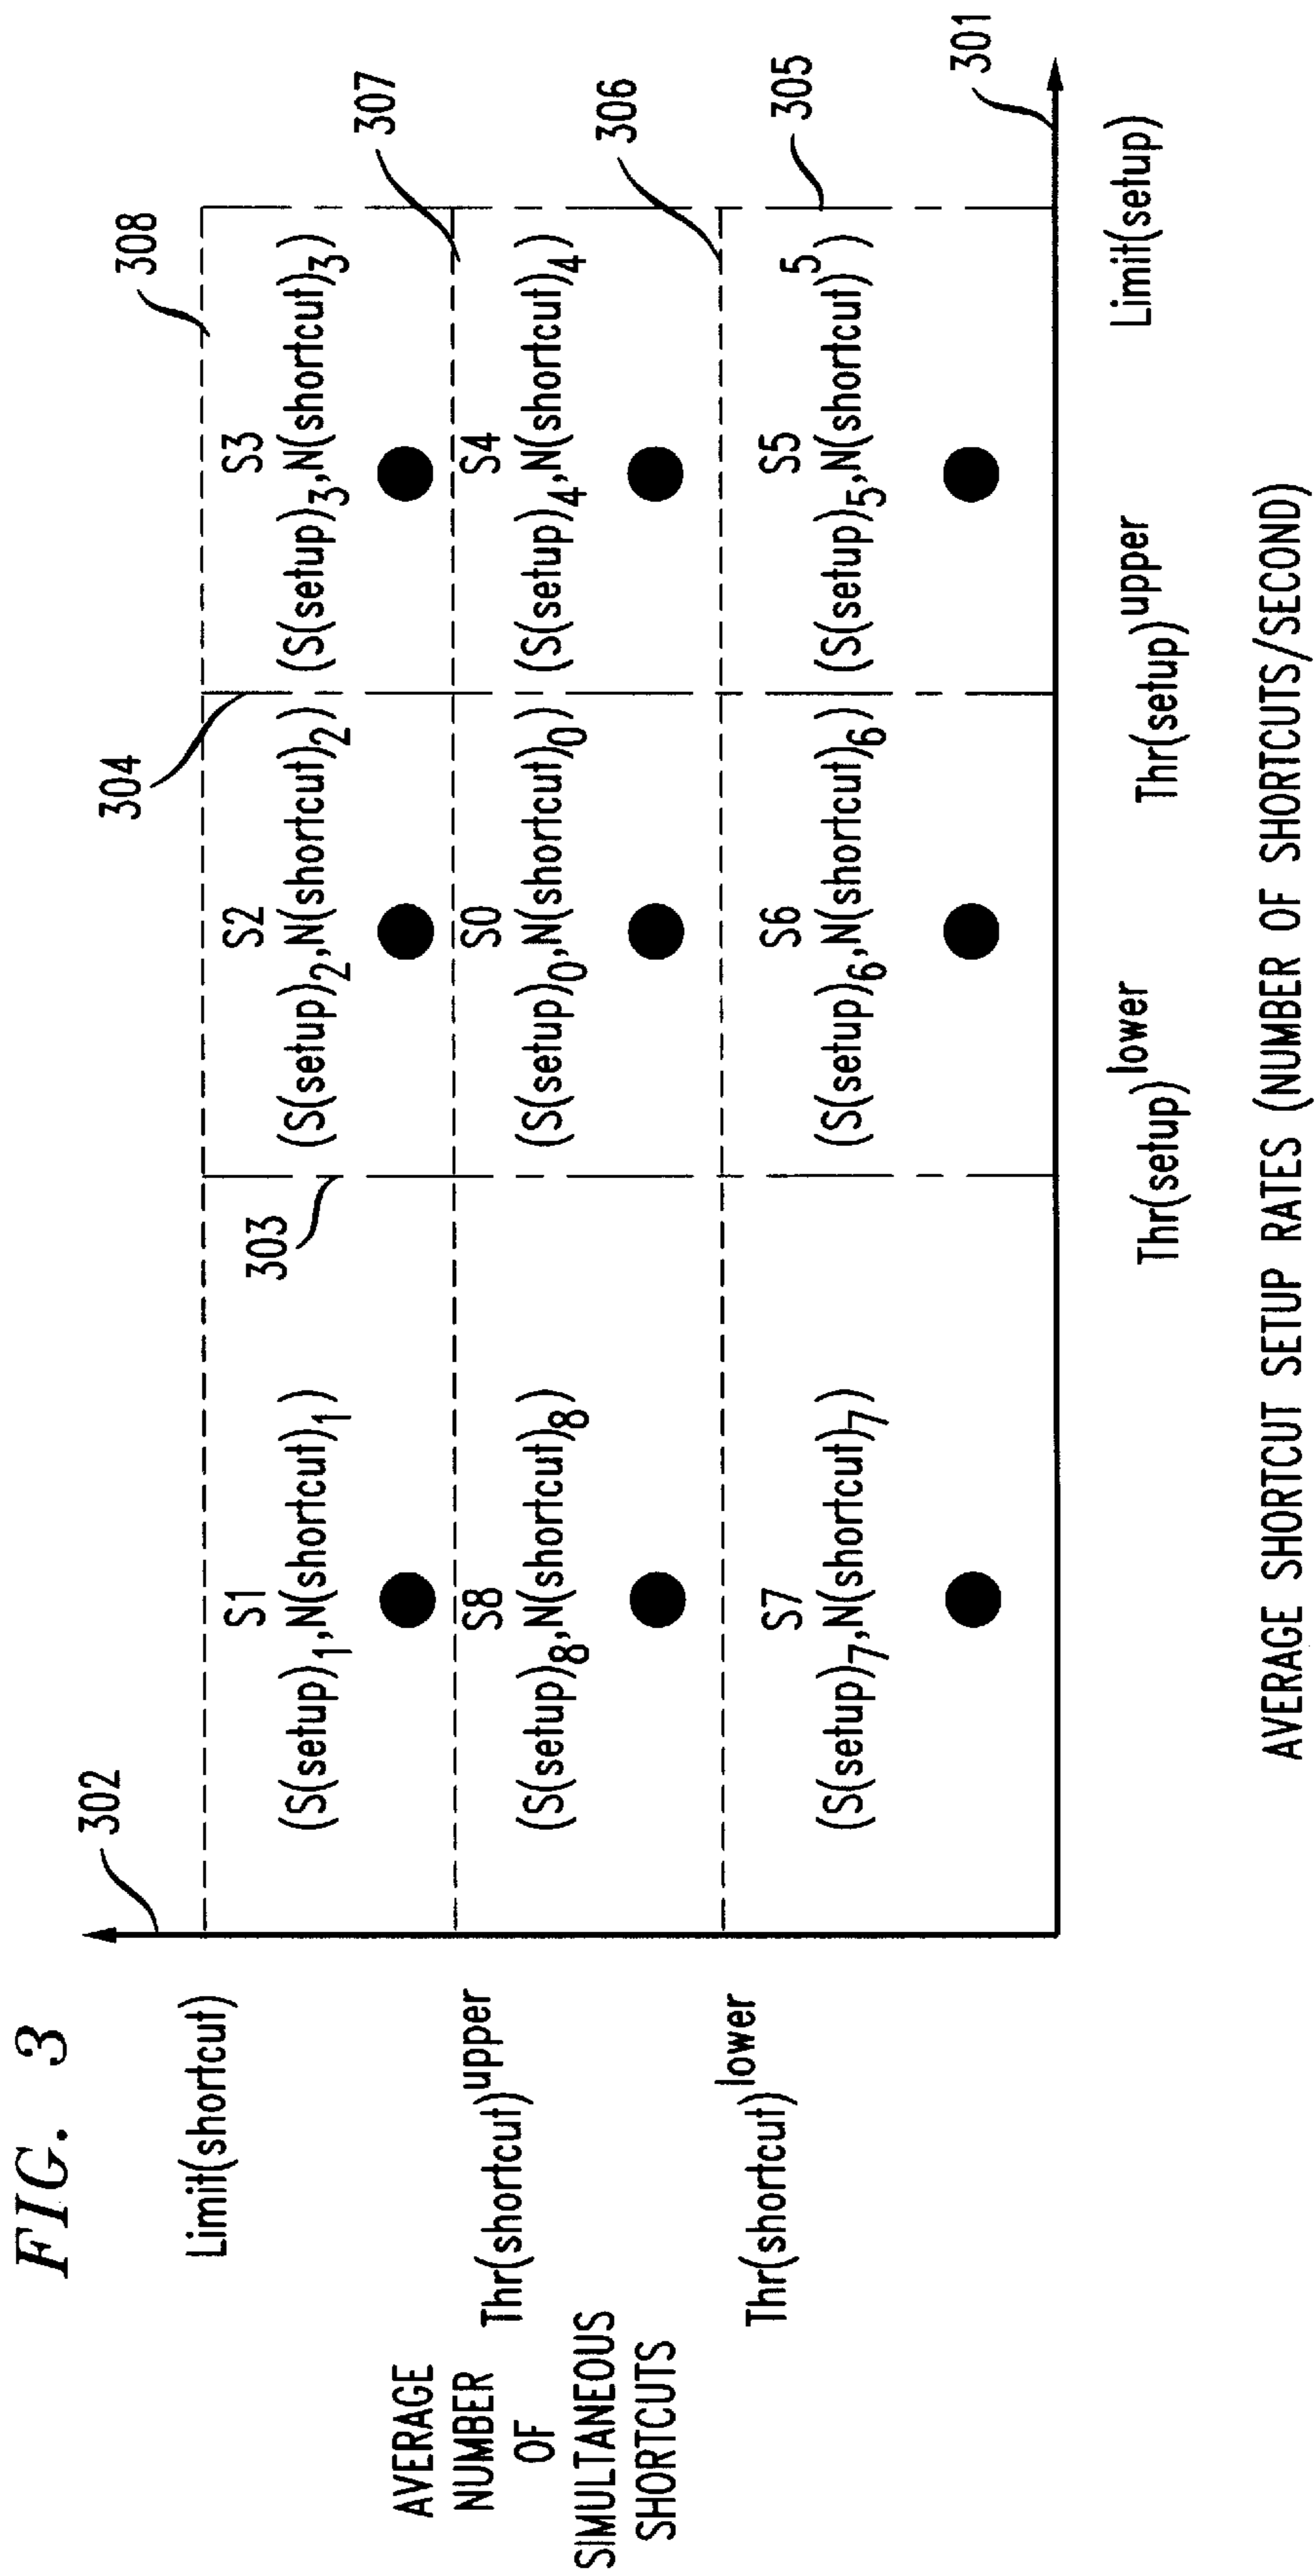 FIG. 3
302
308
304
307
303
306
305
301
Limit(shortcut)
S1
(S(setup)1,N(shortcut)1)
S2
(S(setup)2,N(shortcut)2)
S3
(S(setup)3,N(shortcut)3)
Thr(shortcut)upper
S8
(S(setup)8,N(shortcut)8)
S0
(S(setup)0,N(shortcut)0)
S4
(S(setup)4,N(shortcut)4)
AVERAGE
NUMBER
OF
SIMULTANEOUS
SHORTCUTS
Thr(shortcut)lower
S7
(S(setup)7,N(shortcut)7)
S6
(S(setup)6,N(shortcut)6)
S5
(S(setup)5,N(shortcut)5)
Thr(setup)lower
Thr(setup)upper
Limit(setup)
AVERAGE SHORTCUT SETUP RATES (NUMBER OF SHORTCUTS/SECOND)